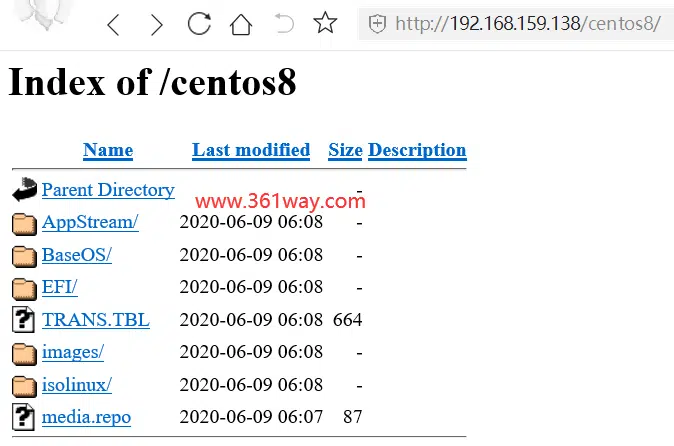 http://192.168.159.138/centos8/
Index of /centos8
Name Last modified Size Description
Parent Directory -
www.361way.com
AppStream/ 2020-06-09 06:08 -
BaseOS/ 2020-06-09 06:08 -
EFI/ 2020-06-09 06:08 -
TRANS.TBL 2020-06-09 06:08 664
images/ 2020-06-09 06:08 -
isolinux/ 2020-06-09 06:08 -
media.repo 2020-06-09 06:07 87